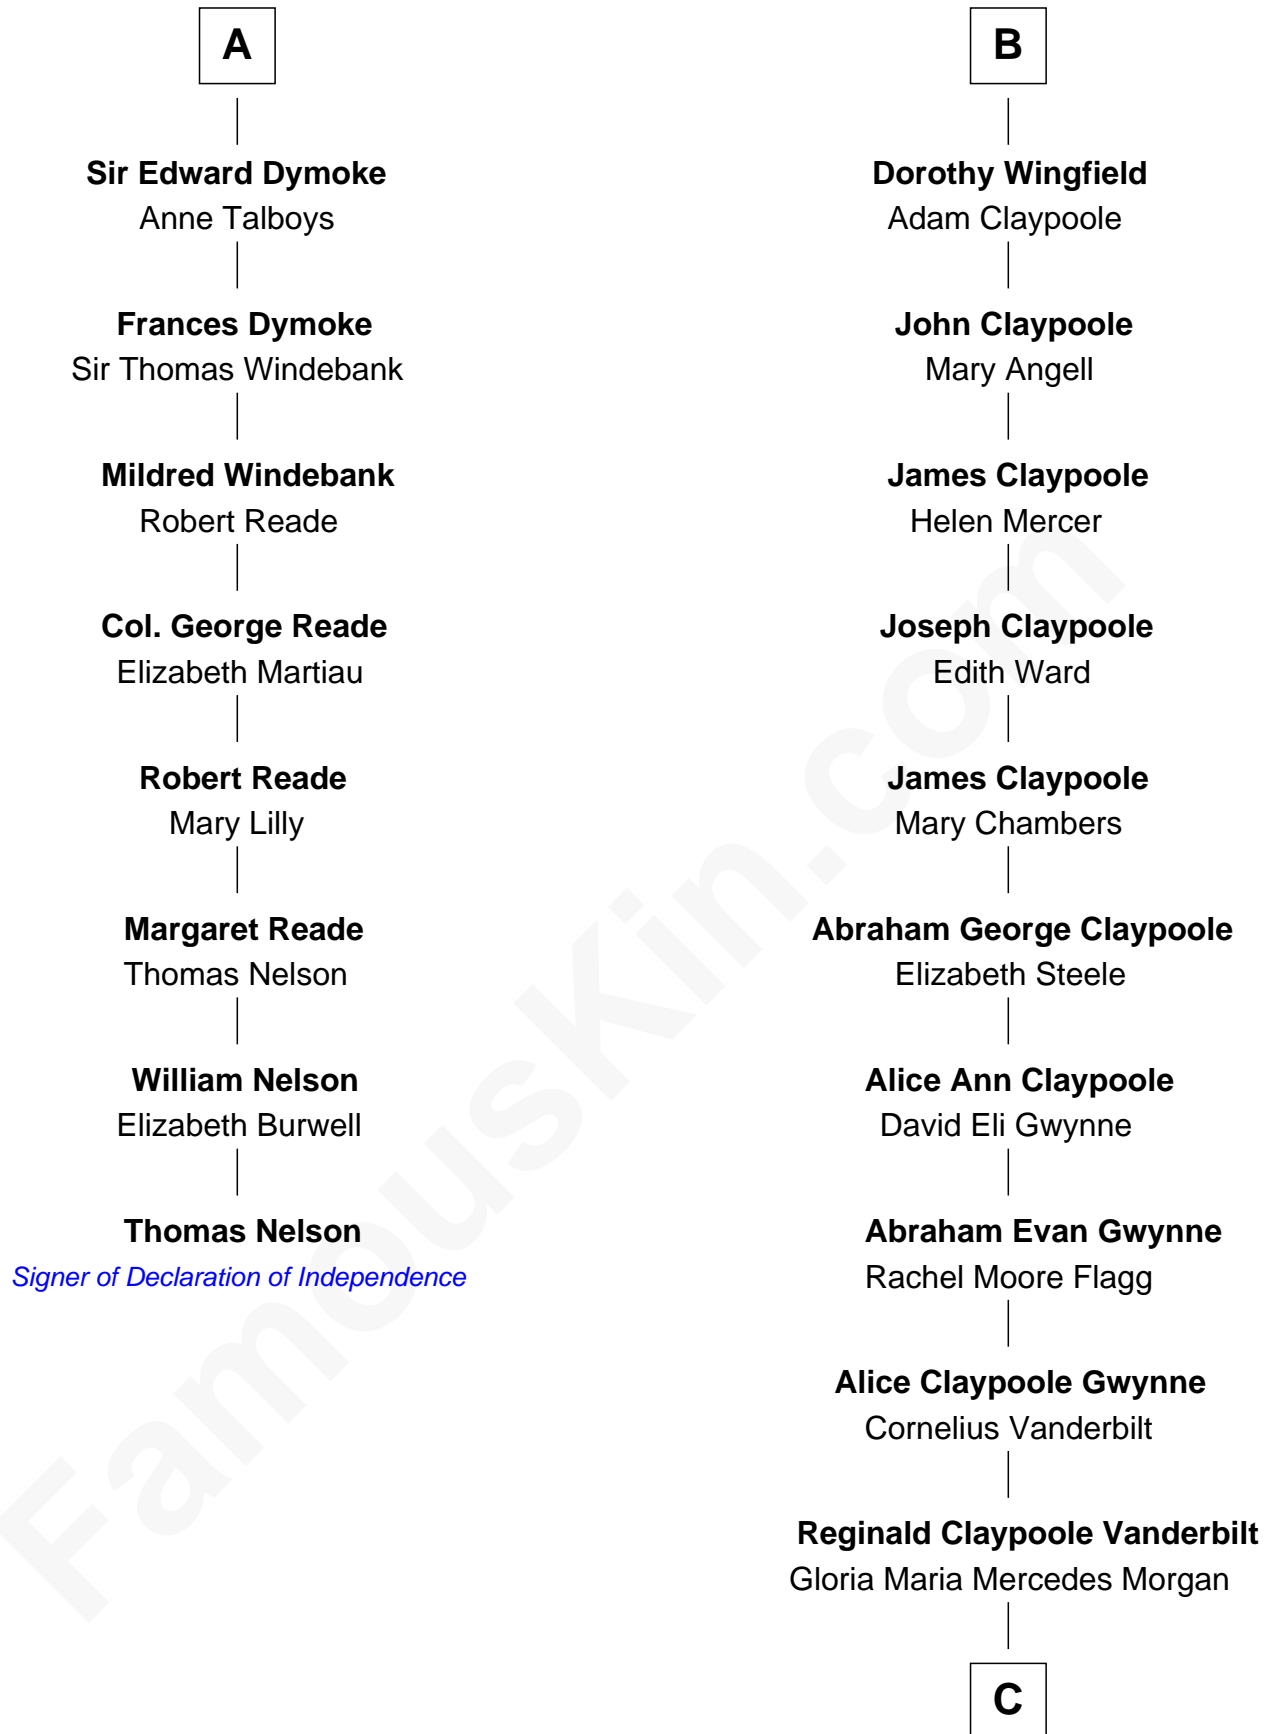 A
Sir Edward Dymoke
Anne Talboys
Frances Dymoke
Sir Thomas Windebank
Mildred Windebank
Robert Reade
Col. George Reade
Elizabeth Martiau
Robert Reade
Mary Lilly
Margaret Reade
Thomas Nelson
William Nelson
Elizabeth Burwell
Thomas Nelson
Signer of Declaration of Independence
B
Dorothy Wingfield
Adam Claypoole
John Claypoole
Mary Angell
James Claypoole
Helen Mercer
Joseph Claypoole
Edith Ward
James Claypoole
Mary Chambers
Abraham George Claypoole
Elizabeth Steele
Alice Ann Claypoole
David Eli Gwynne
Abraham Evan Gwynne
Rachel Moore Flagg
Alice Claypoole Gwynne
Cornelius Vanderbilt
Reginald Claypoole Vanderbilt
Gloria Maria Mercedes Morgan
C
FamousKin.com